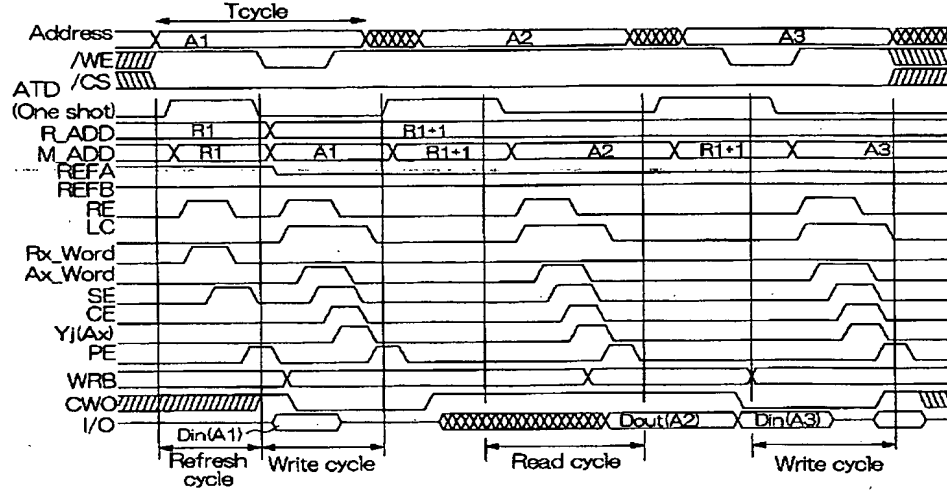 Tcycle
Address A1 A2 A3
/WE
/CS
ATD
(One shot)
R_ADD R1 R1+1
M_ADD R1 A1 R1+1 A2 R1+1 A3
REFA
REFB
RE
LC
Rx_Word
Ax_Word
SE
CE
Yj(Ax)
PE
WRB
CWO
I/O Din(A1) Dout(A2) Din(A3)
Refresh cycle Write cycle Read cycle Write cycle